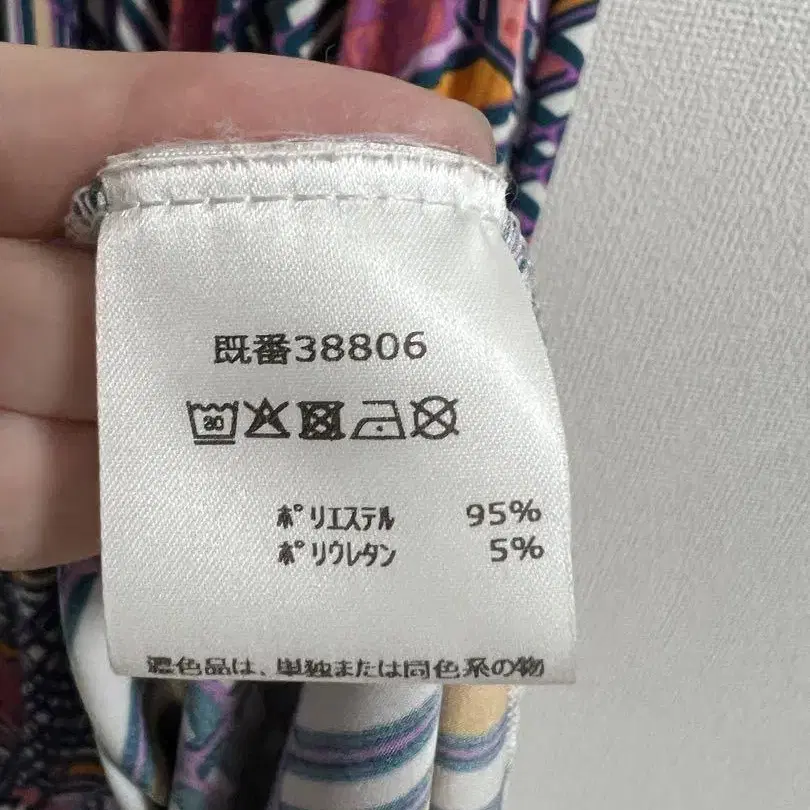 既番38806
30
ポリエステル 95%
ポリウレタン 5%
濃色品は、単独または同色系の物